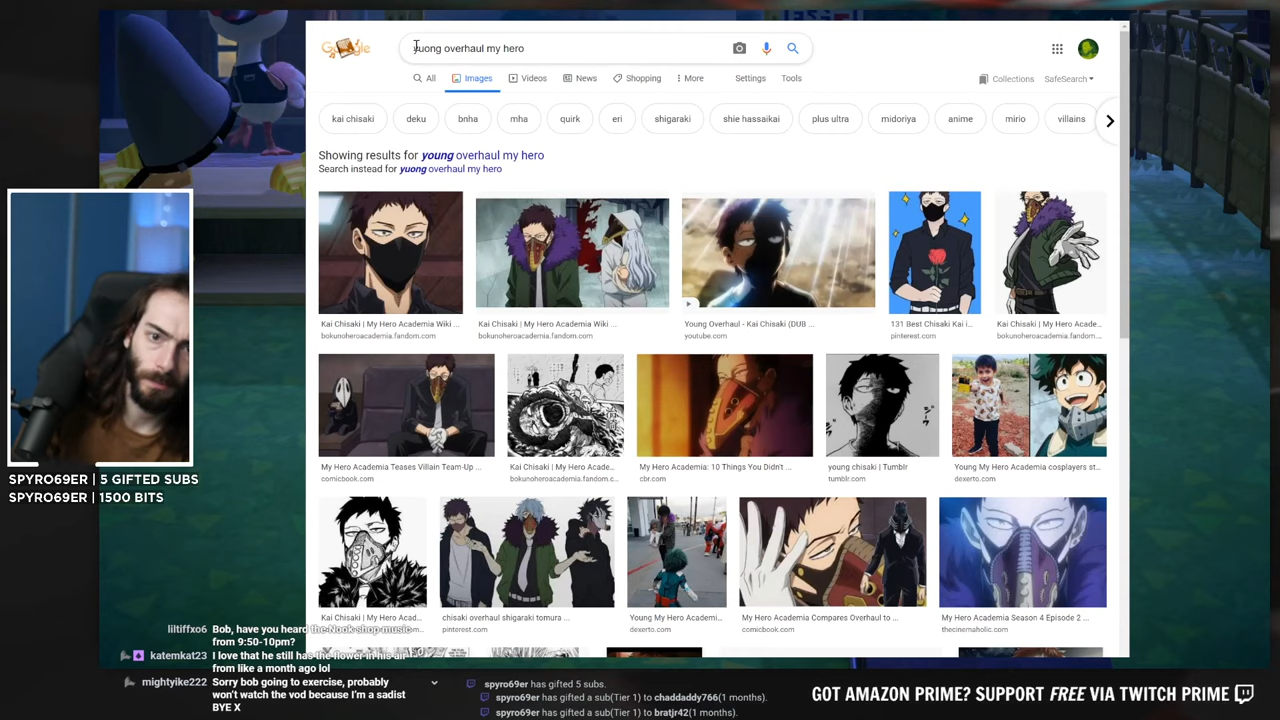 Google
yuong overhaul my hero
All
Images
Videos
News
Shopping
More
Settings
Tools
Collections
SafeSearch
kai chisaki
deku
bnha
mha
quirk
eri
shigaraki
shie hassaikai
plus ultra
midoriya
anime
mirio
villains
Showing results for young overhaul my hero
Search instead for yuong overhaul my hero
Kai Chisaki | My Hero Academia Wiki ...
bokunoheroacademia.fandom.com
Kai Chisaki | My Hero Academia Wiki ...
bokunoheroacademia.fandom.com
Young Overhaul - Kai Chisaki (DUB ...
youtube.com
131 Best Chisaki Kai i...
pinterest.com
Kai Chisaki | My Hero Acade...
bokunoheroacademia.fandom....
My Hero Academia Teases Villain Team-Up ...
comicbook.com
Kai Chisaki | My Hero Acade...
bokunoheroacademia.fandom.c...
My Hero Academia: 10 Things You Didn't ...
cbr.com
young chisaki | Tumblr
tumblr.com
Young My Hero Academia cosplayers st...
dexerto.com
Kai Chisaki | My Hero Acad...
chisaki overhaul shigaraki tomura ...
pinterest.com
Young My Hero Academi...
dexerto.com
My Hero Academia Compares Overhaul to ...
comicbook.com
My Hero Academia Season 4 Episode 2 ...
thecinemaholic.com
SPYRO69ER | 5 GIFTED SUBS
SPYRO69ER | 1500 BITS
liltiffxo6 Bob, have you heard the Nook shop music
from 9:50-10pm?
katemkat23 I love that he still has the flower in his air
from like a month ago lol
mightyike222 Sorry bob going to exercise, probably
won't watch the vod because I'm a sadist
BYE X
spyro69er has gifted 5 subs.
spyro69er has gifted a sub(Tier 1) to chaddaddy766(1 months).
spyro69er has gifted a sub(Tier 1) to bratjr42(1 months).
GOT AMAZON PRIME? SUPPORT FREE VIA TWITCH PRIME